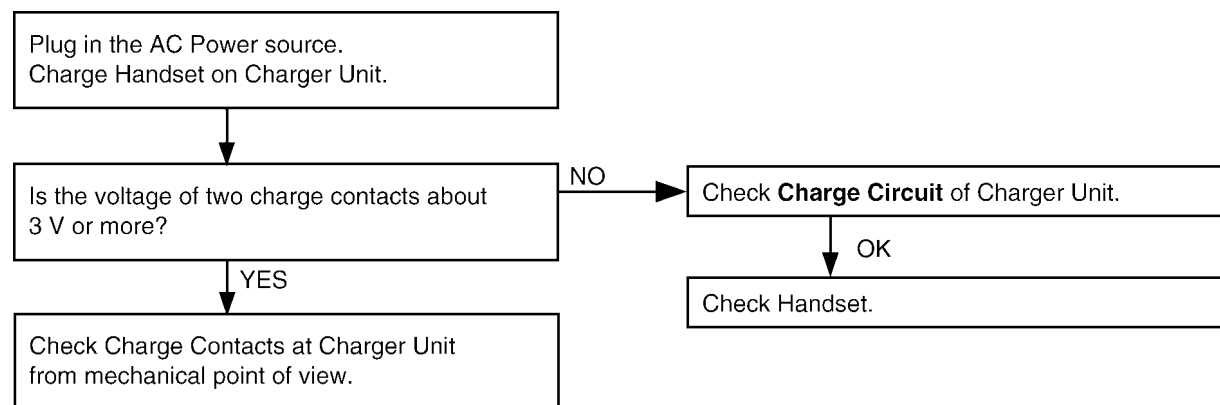 Plug in the AC Power source.
Charge Handset on Charger Unit.
Is the voltage of two charge contacts about
3 V or more?
NO
Check Charge Circuit of Charger Unit.
OK
Check Handset.
YES
Check Charge Contacts at Charger Unit
from mechanical point of view.